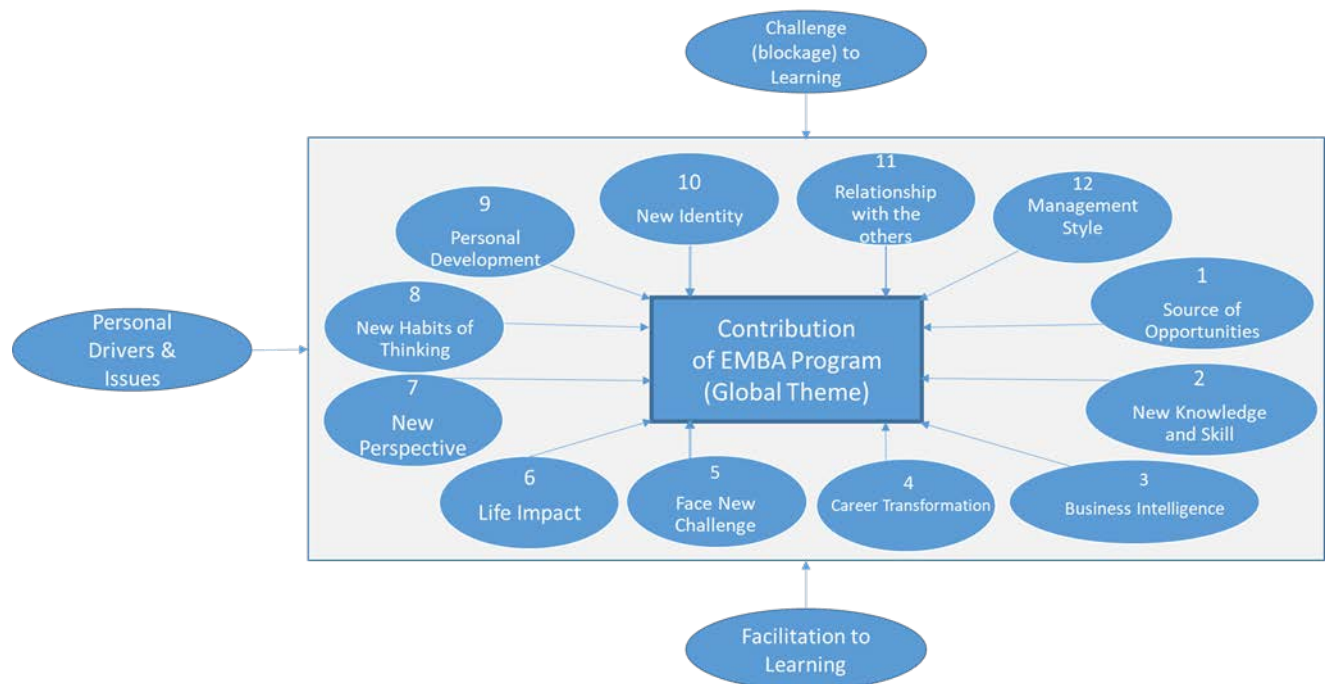 Challenge
(blockage) to
Learning
10
New Identity
11
Relationship
with the
others
12
Management
Style
9
Personal
Development
1
Source of
Opportunities
8
New Habits of
Thinking
Contribution
of EMBA Program
(Global Theme)
Personal
Drivers &
Issues
2
New Knowledge
and Skill
7
New
Perspective
6
Life Impact
5
Face New
Challenge
4
Career Transformation
3
Business Intelligence
Facilitation to
Learning